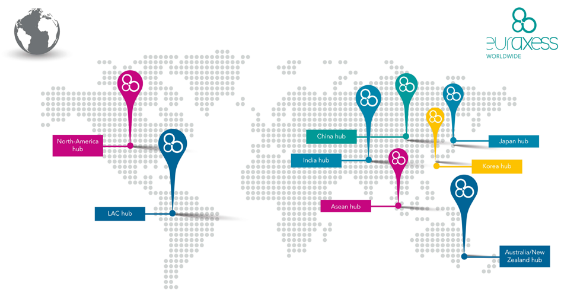 euraxess
WORLDWIDE
North-America
hub
China hub
Japan hub
India hub
Korea hub
Asean hub
LAC hub
Australia/New
Zealand hub